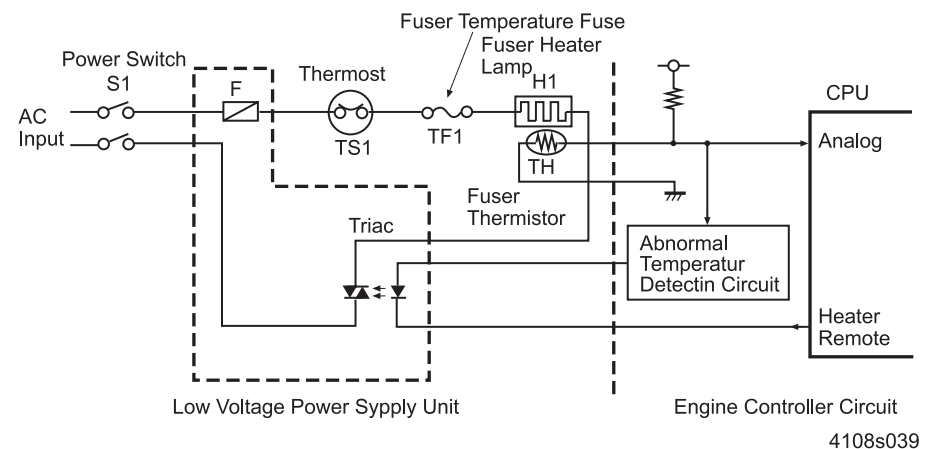 Fuser Temperature Fuse
Fuser Heater
Lamp
H1
Power Switch
S1
F
Thermost
TS1
TF1
AC
Input
CPU
Analog
TH
Fuser
Thermistor
Triac
Abnormal
Temperatur
Detectin Circuit
Heater
Remote
Low Voltage Power Sypply Unit
Engine Controller Circuit
4108s039